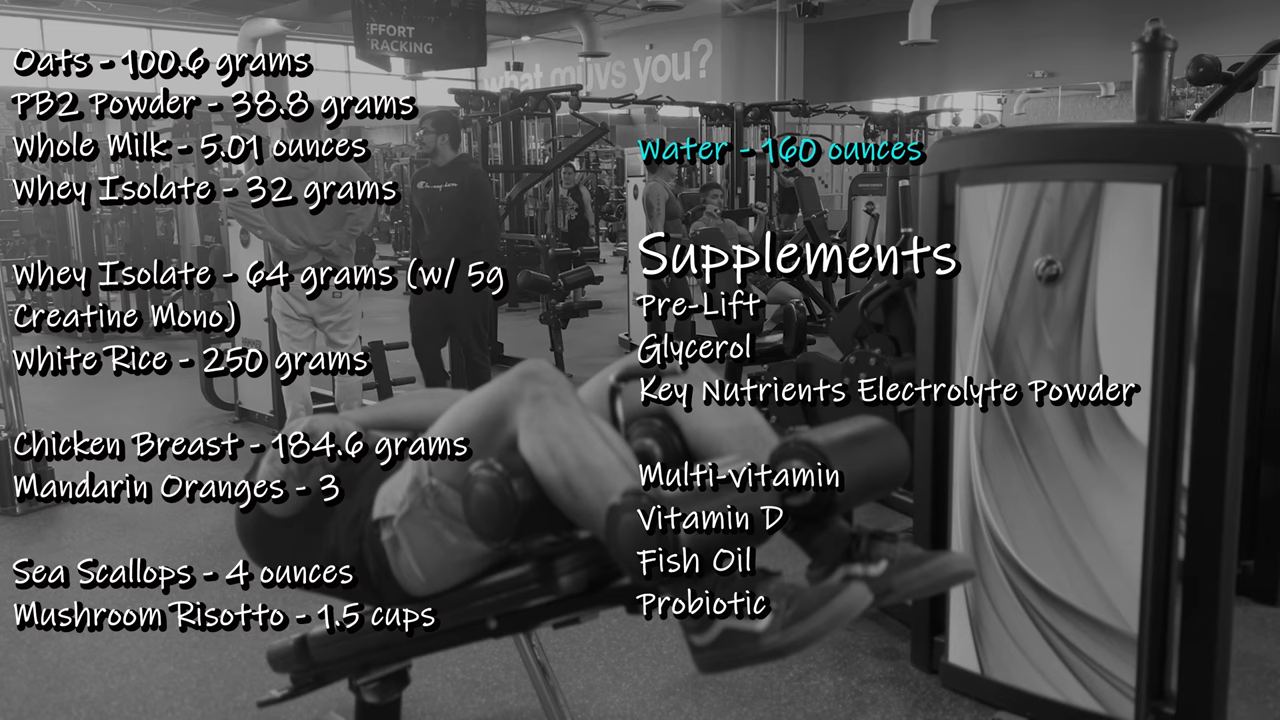 EFFORT
TRACKING
what moves you?
Oats - 100.6 grams
PB2 Powder - 38.8 grams
Whole Milk - 5.01 ounces
Whey Isolate - 32 grams
Whey Isolate - 64 grams (w/ 5g
Creatine Mono)
White Rice - 250 grams
Chicken Breast - 184.6 grams
Mandarin Oranges - 3
Sea Scallops - 4 ounces
Mushroom Risotto - 1.5 cups
Water - 160 ounces
Supplements
Pre-Lift
Glycerol
Key Nutrients Electrolyte Powder
Multi-vitamin
Vitamin D
Fish Oil
Probiotic
Champion